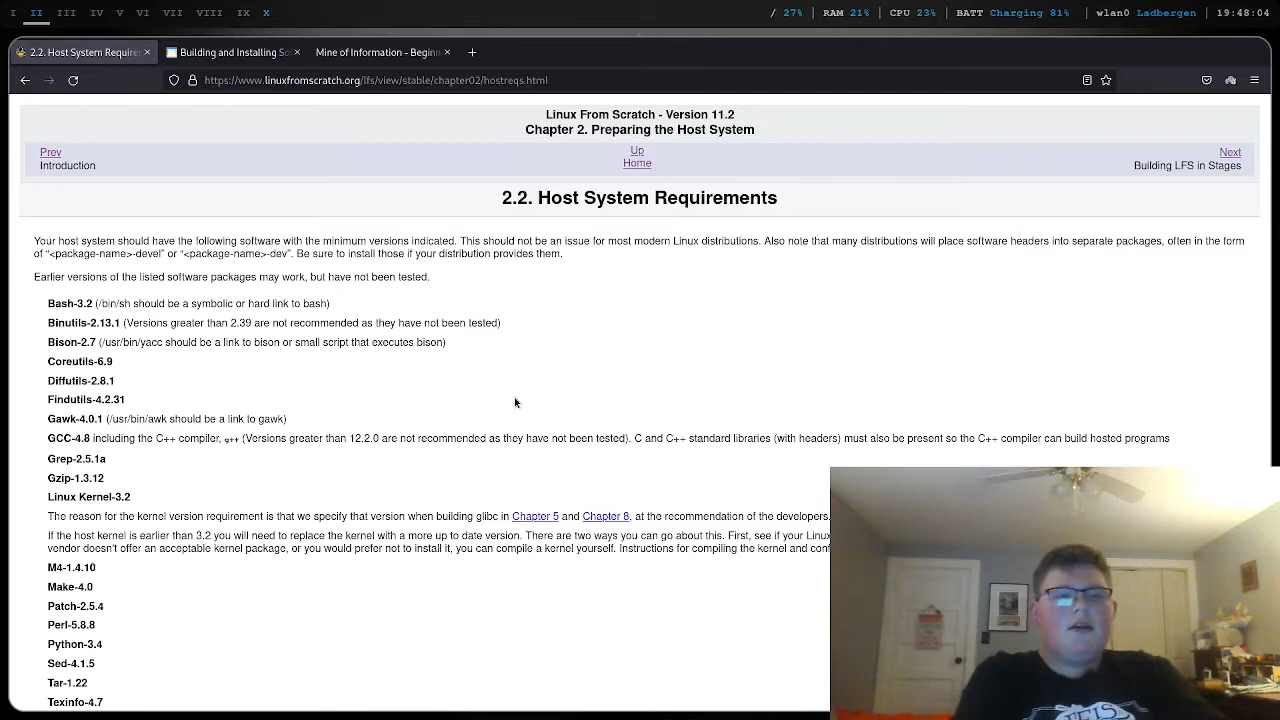 I II III IV V VI VII VIII IX X
/ 27% | RAM 21% | CPU 23% | BATT Charging 81% | wlan0 Ladbergen | 19:48:04
2.2. Host System Require × Building and Installing So × Mine of Information - Beginn × +
https://www.linuxfromscratch.org/lfs/view/stable/chapter02/hostreqs.html
Linux From Scratch - Version 11.2
Chapter 2. Preparing the Host System
Prev Up Next
Introduction Home Building LFS in Stages
2.2. Host System Requirements
Your host system should have the following software with the minimum versions indicated. This should not be an issue for most modern Linux distributions. Also note that many distributions will place software headers into separate packages, often in the form
of “<package-name>-devel” or “<package-name>-dev”. Be sure to install those if your distribution provides them.
Earlier versions of the listed software packages may work, but have not been tested.
Bash-3.2 (/bin/sh should be a symbolic or hard link to bash)
Binutils-2.13.1 (Versions greater than 2.39 are not recommended as they have not been tested)
Bison-2.7 (/usr/bin/yacc should be a link to bison or small script that executes bison)
Coreutils-6.9
Diffutils-2.8.1
Findutils-4.2.31
Gawk-4.0.1 (/usr/bin/awk should be a link to gawk)
GCC-4.8 including the C++ compiler, g++ (Versions greater than 12.2.0 are not recommended as they have not been tested). C and C++ standard libraries (with headers) must also be present so the C++ compiler can build hosted programs
Grep-2.5.1a
Gzip-1.3.12
Linux Kernel-3.2
The reason for the kernel version requirement is that we specify that version when building glibc in Chapter 5 and Chapter 8, at the recommendation of the developers.
If the host kernel is earlier than 3.2 you will need to replace the kernel with a more up to date version. There are two ways you can go about this. First, see if your Linu
vendor doesn't offer an acceptable kernel package, or you would prefer not to install it, you can compile a kernel yourself. Instructions for compiling the kernel and conf
M4-1.4.10
Make-4.0
Patch-2.5.4
Perl-5.8.8
Python-3.4
Sed-4.1.5
Tar-1.22
Texinfo-4.7